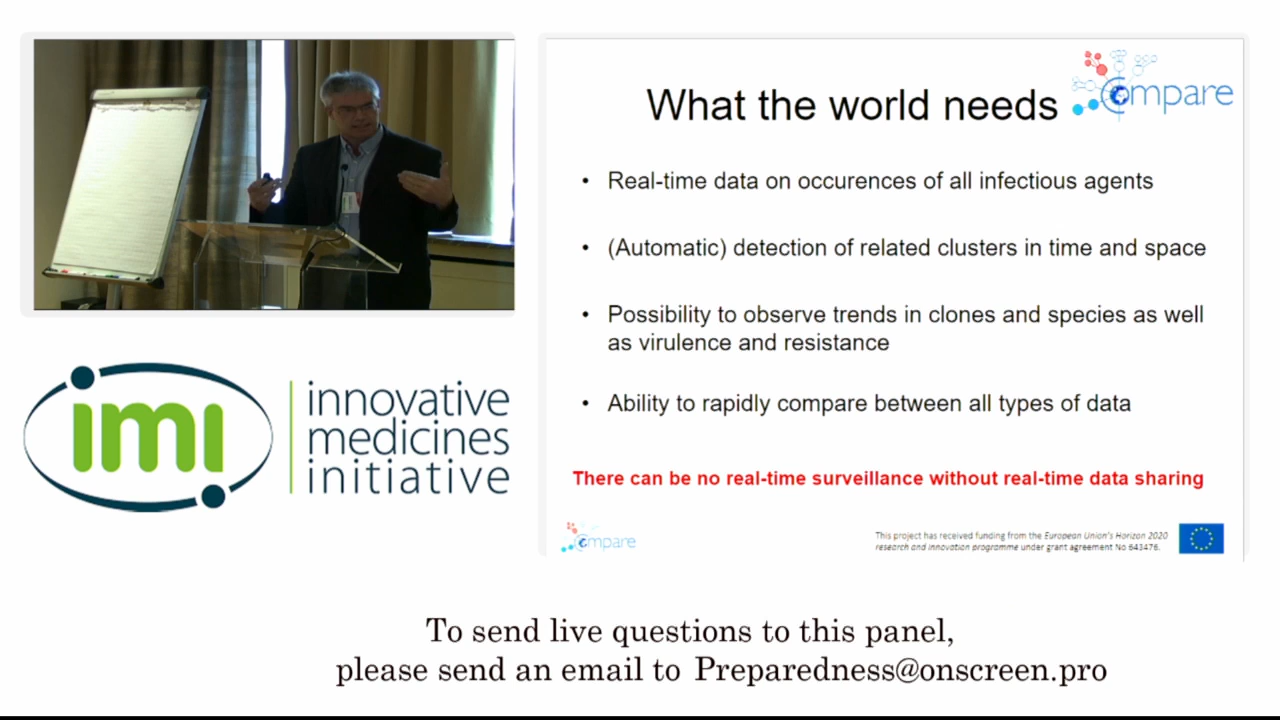 What the world needs
Compare
• Real-time data on occurences of all infectious agents
• (Automatic) detection of related clusters in time and space
• Possibility to observe trends in clones and species as well
as virulence and resistance
• Ability to rapidly compare between all types of data
There can be no real-time surveillance without real-time data sharing
Compare
This project has received funding from the European Union's Horizon 2020
research and innovation programme under grant agreement No 643476.
imi
innovative
medicines
initiative
To send live questions to this panel,
please send an email to Preparedness@onscreen.pro